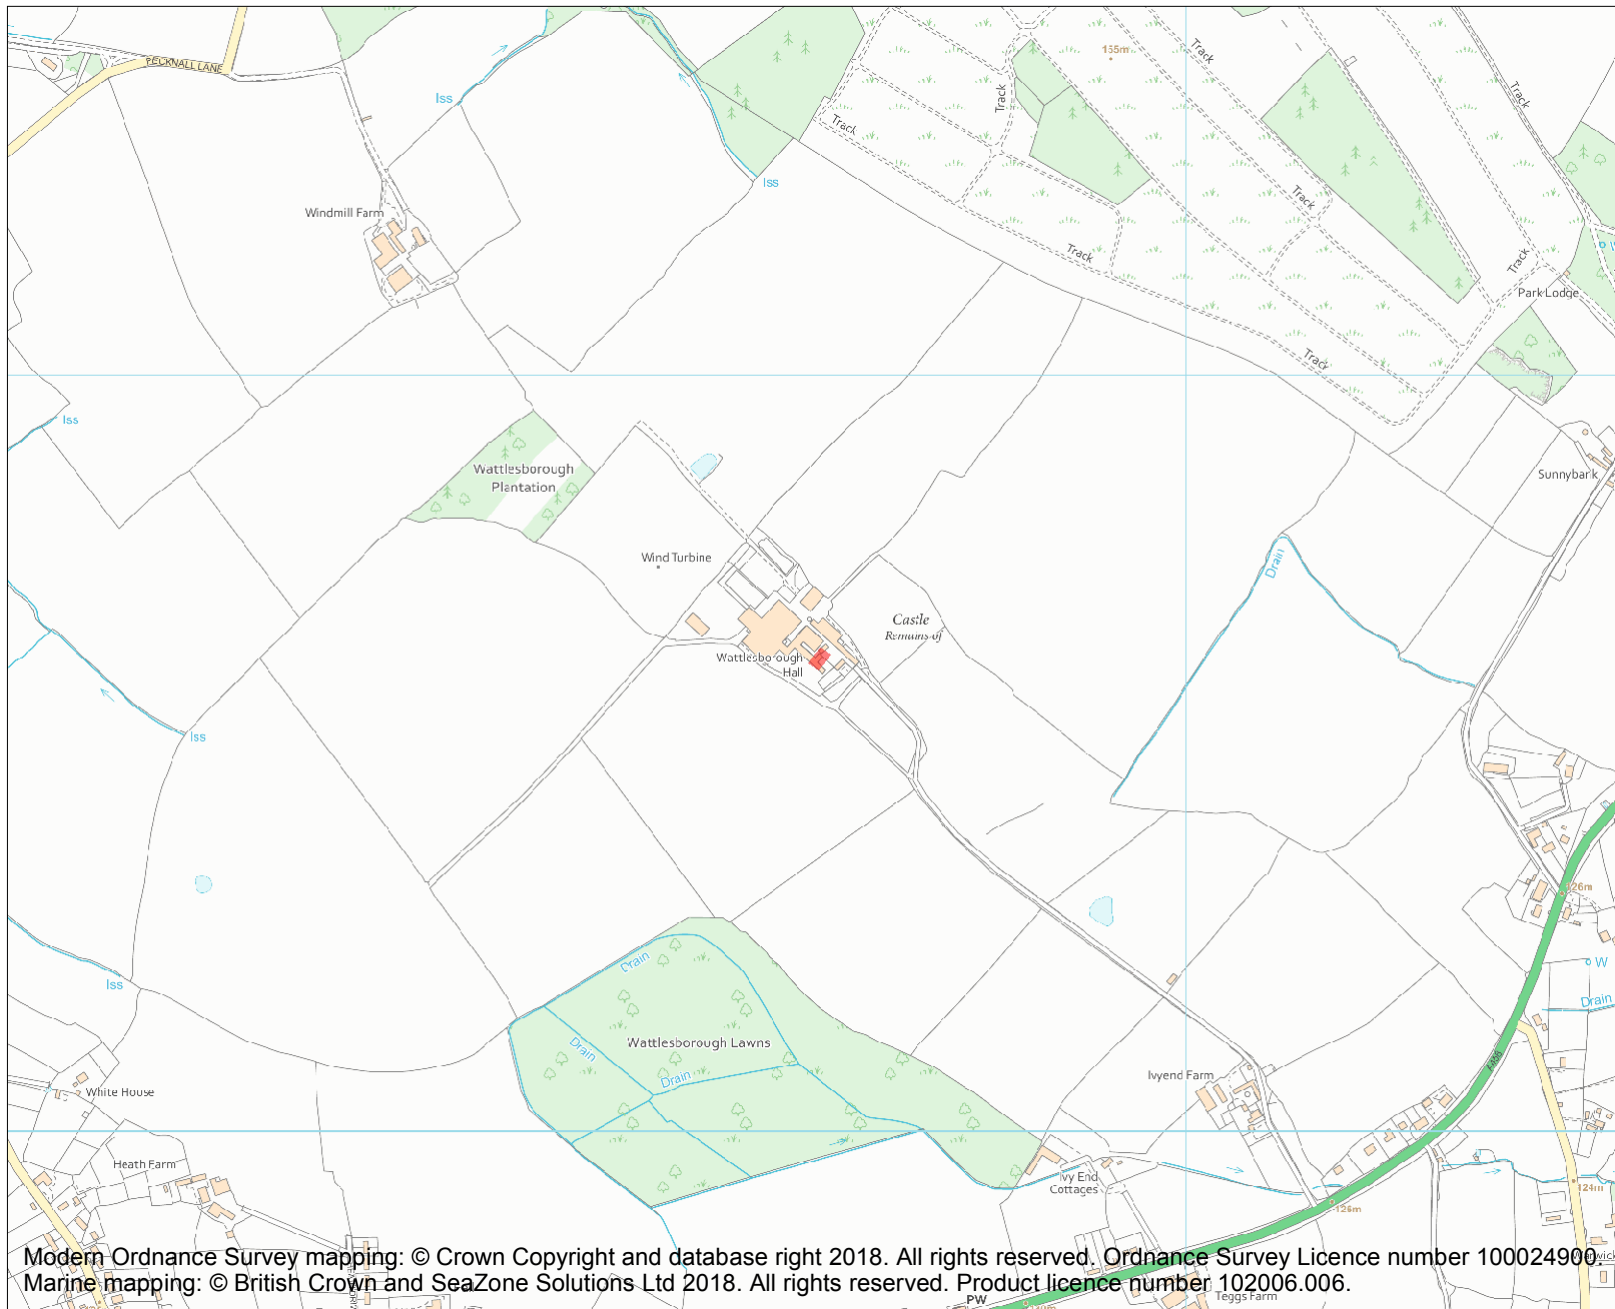 155m
Track
PECKNALL LANE
Iss
Track
Track
Track
Iss
Track
Windmill Farm
Track
Track
Park Lodge
Track
Iss
Wattlesborough
Plantation
Sunnybank
Wind Turbine
Drain
Castle
Remains of
Wattlesborough
Hall
Iss
126m
W
Drain
Iss
Drain
Wattlesborough Lawns
Drain
Drain
Ivyend Farm
White House
Heath Farm
Ivy End
Cottages
124m
126m
Modern Ordnance Survey mapping: © Crown Copyright and database right 2018. All rights reserved. Ordnance Survey Licence number 100024900.
Marine mapping: © British Crown and SeaZone Solutions Ltd 2018. All rights reserved. Product licence number 102006.006.
PW
Teggs Farm